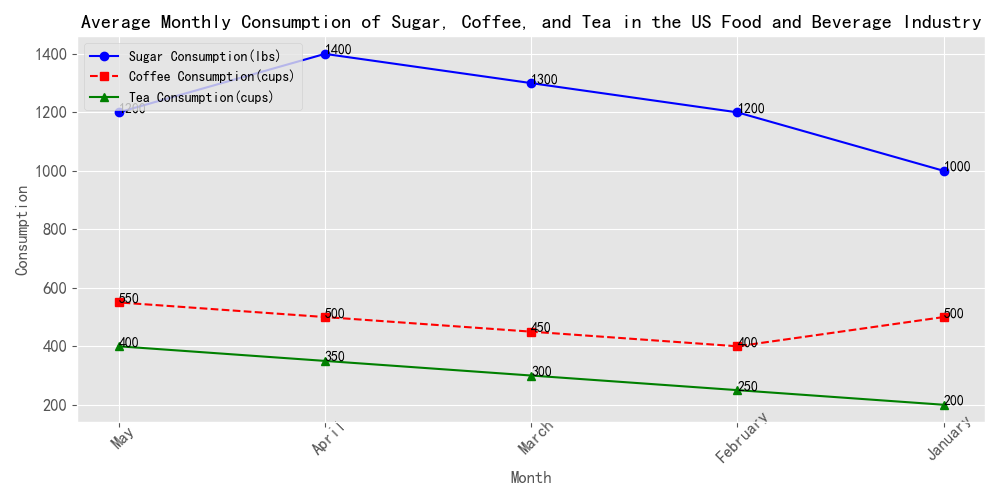 Average Monthly Consumption of Sugar, Coffee, and Tea in the US Food and Beverage Industry
Sugar Consumption(lbs)
Coffee Consumption(cups)
Tea Consumption(cups)
Consumption
1400
1200
1000
800
600
400
200
1200
1400
1300
1200
1000
550
500
450
400
500
400
350
300
250
200
May
April
March
February
January
Month